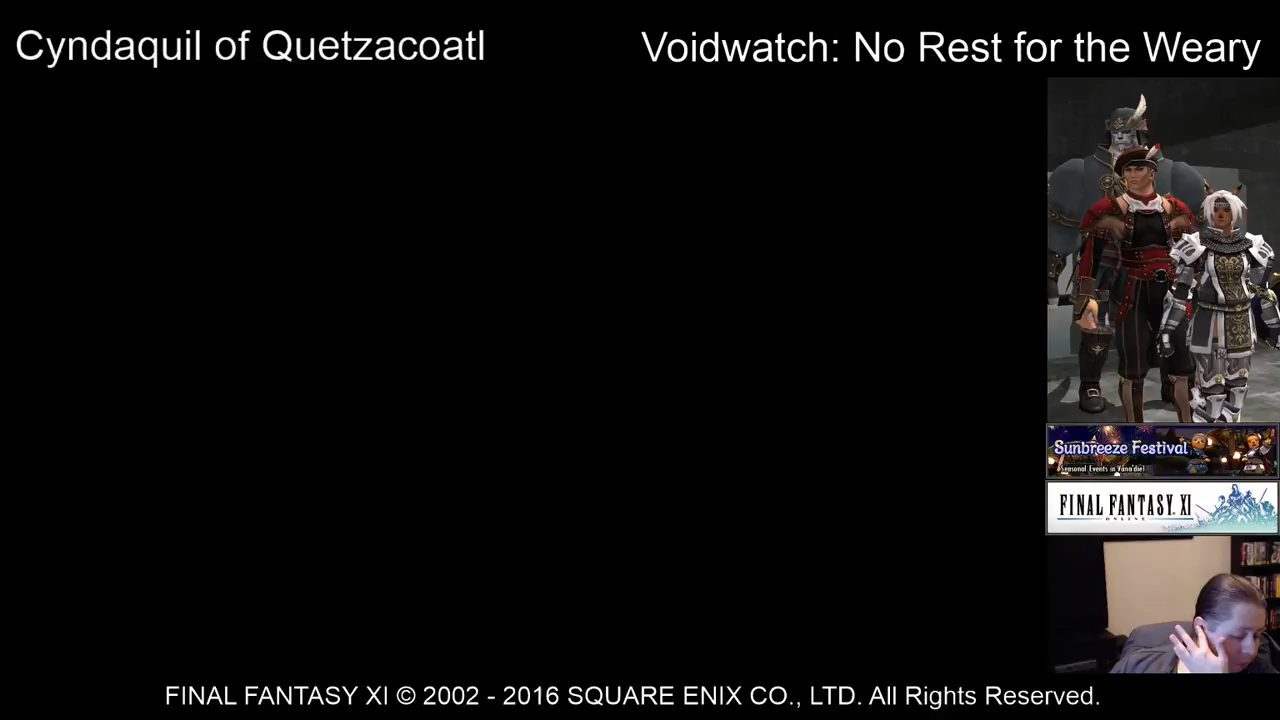 Cyndaquil of Quetzacoatl
Voidwatch: No Rest for the Weary
Sunbreeze Festival
Seasonal Events in Vana'diel
FINAL FANTASY XI
ONLINE
FINAL FANTASY XI © 2002 - 2016 SQUARE ENIX CO., LTD. All Rights Reserved.